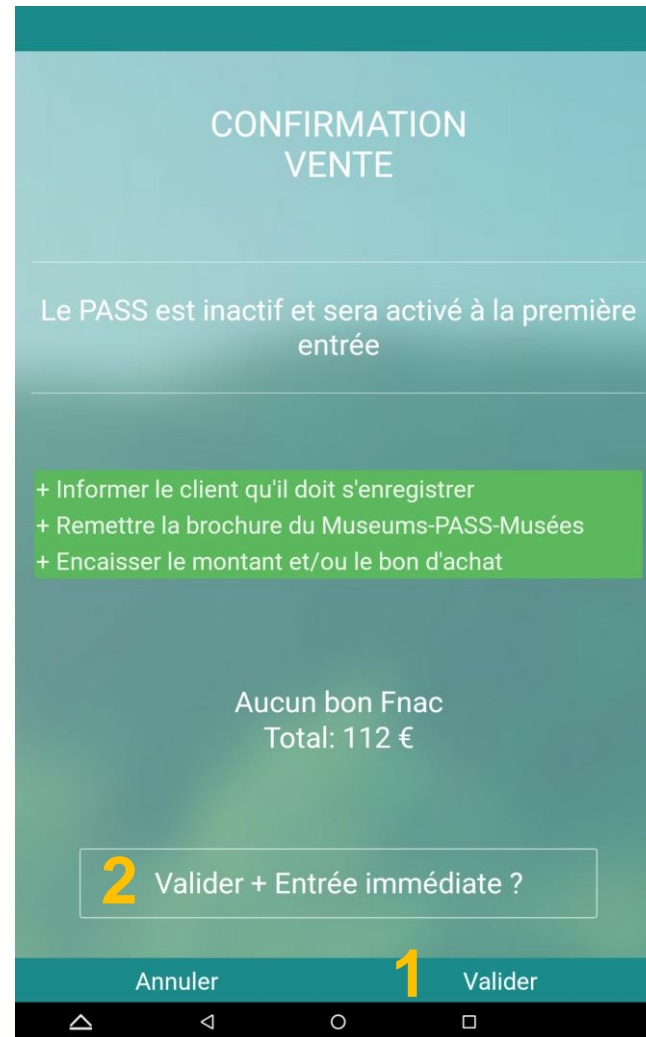 CONFIRMATION
VENTE
Le PASS est inactif et sera activé à la première
entrée
+ Informer le client qu'il doit s'enregistrer
+ Remettre la brochure du Museums-PASS-Musées
+ Encaisser le montant et/ou le bon d'achat
Aucun bon Fnac
Total: 112 €
2 Valider + Entrée immédiate ?
Annuler 1 Valider